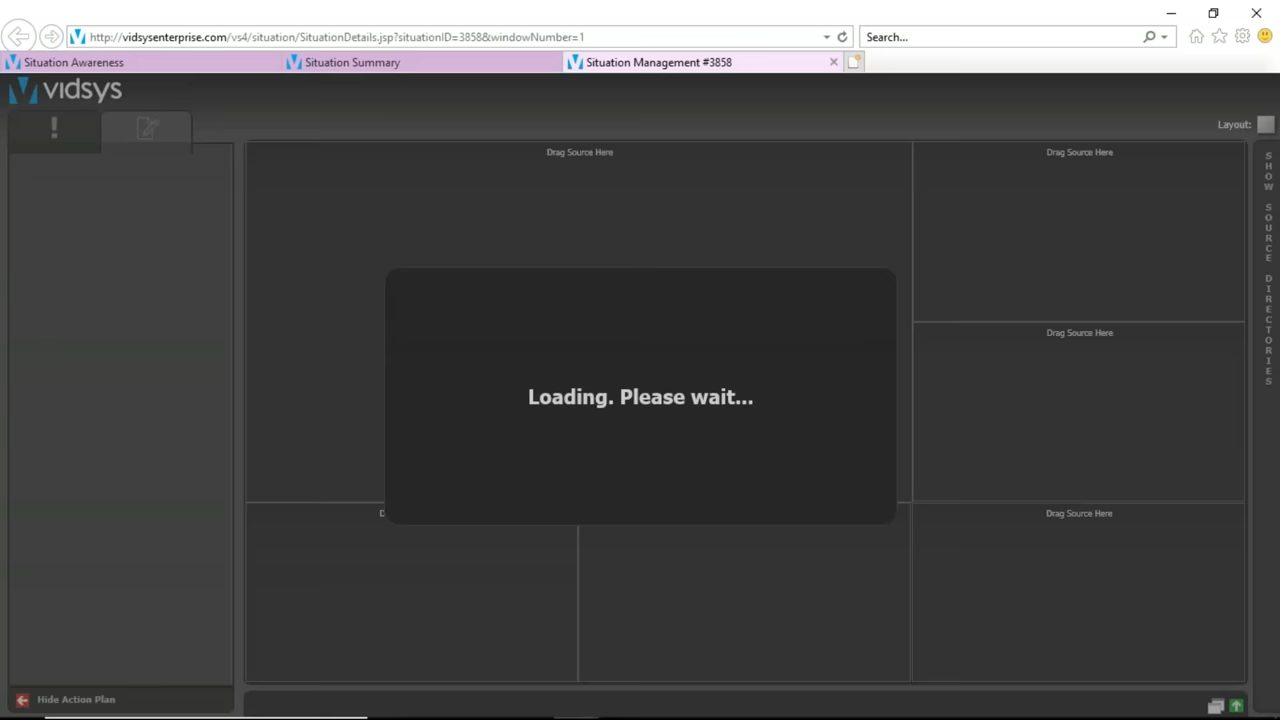 http://vidsysenterprise.com/vs4/situation/SituationDetails.jsp?situationID=3858&windowNumber=1
Search...
Situation Awareness
Situation Summary
Situation Management #3858
vidsys
!
Layout:
Drag Source Here
Drag Source Here
Drag Source Here
Loading. Please wait...
Drag Source Here
SHOW SOURCE DIRECTORIES
Hide Action Plan